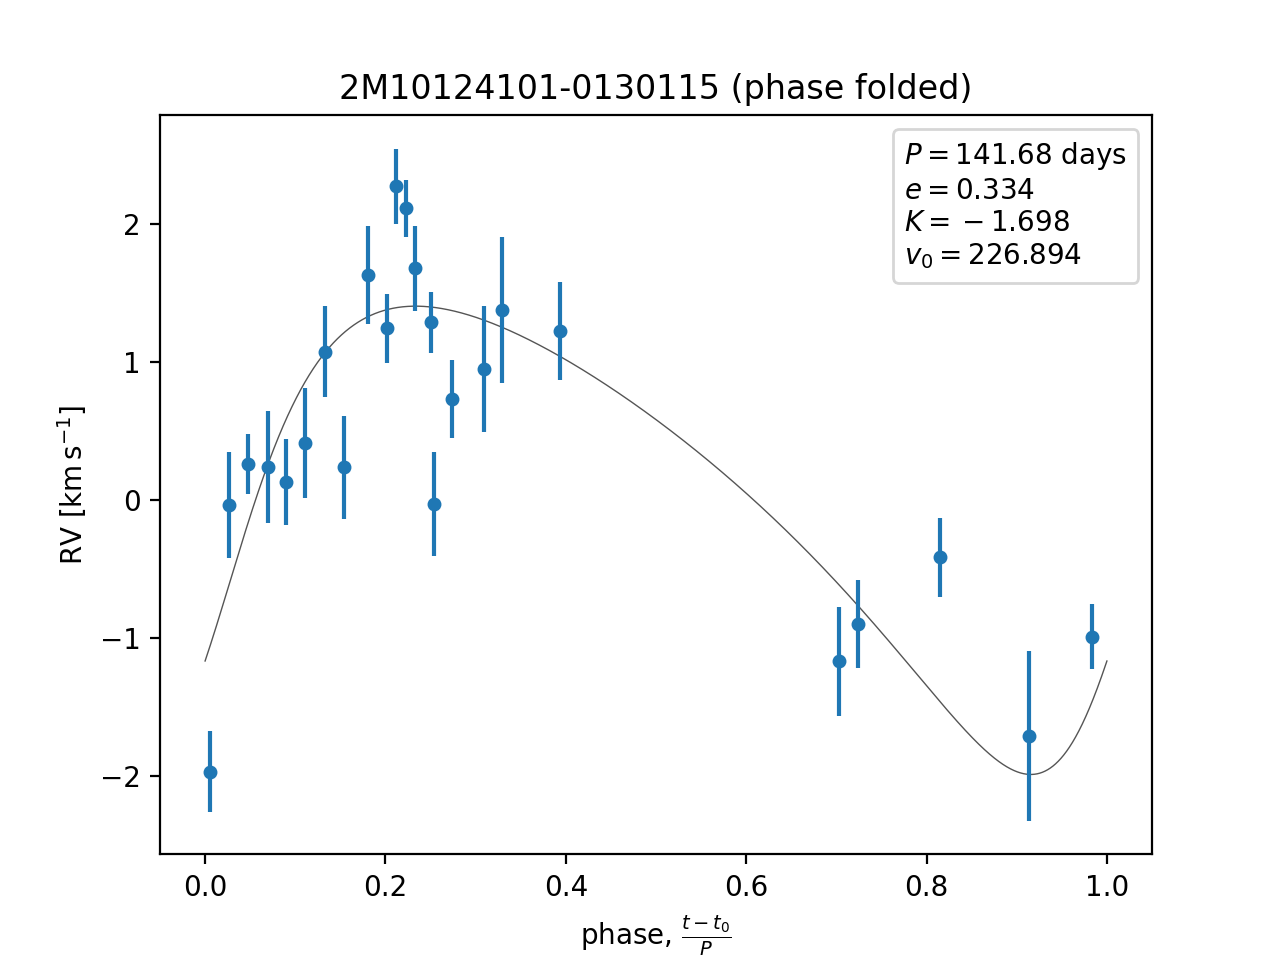 2M10124101-0130115 (phase folded)
P = 141.68 days
e = 0.334
K = −1.698
v₀ = 226.894
RV [km s⁻¹]
2
1
0
−1
−2
0.0 0.2 0.4 0.6 0.8 1.0
phase, (t − t₀)/P